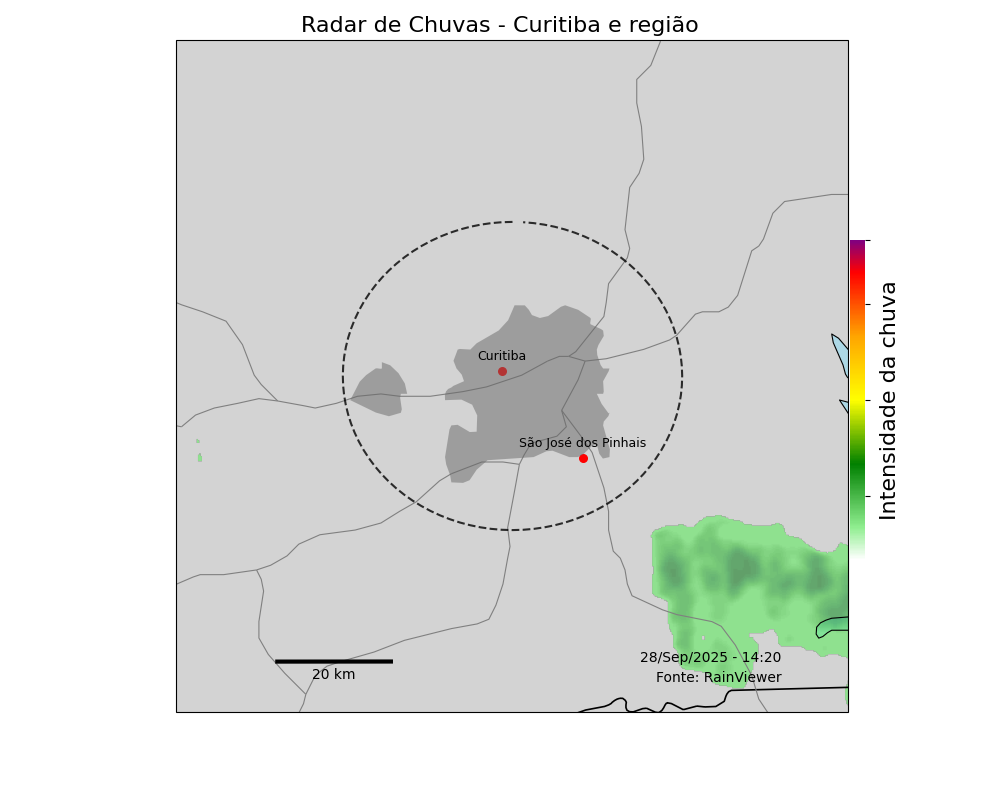 Radar de Chuvas - Curitiba e região
Curitiba
São José dos Pinhais
Intensidade da chuva
28/Sep/2025 - 14:20
Fonte: RainViewer
20 km